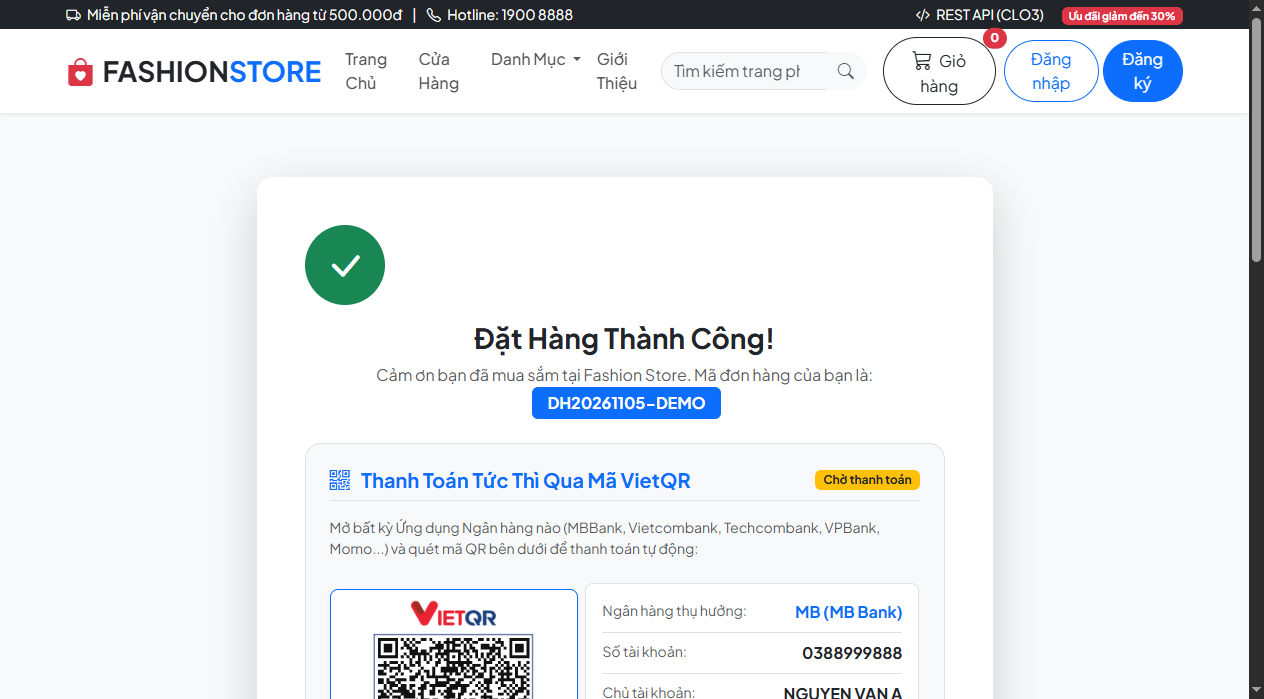 Miễn phí vận chuyển cho đơn hàng từ 500.000đ | Hotline: 1900 8888
REST API (CLO3) Ưu đãi giảm đến 30%
FASHIONSTORE
Trang Chủ
Cửa Hàng
Danh Mục
Giới Thiệu
Tìm kiếm trang ph
Giỏ hàng
0
Đăng nhập
Đăng ký
Đặt Hàng Thành Công!
Cảm ơn bạn đã mua sắm tại Fashion Store. Mã đơn hàng của bạn là:
DH20261105-DEMO
Thanh Toán Tức Thì Qua Mã VietQR
Chờ thanh toán
Mở bất kỳ Ứng dụng Ngân hàng nào (MBBank, Vietcombank, Techcombank, VPBank,
Momo...) và quét mã QR bên dưới để thanh toán tự động:
VIETQR
Ngân hàng thụ hưởng: MB (MB Bank)
Số tài khoản: 0388999888
Chủ tài khoản: NGUYEN VAN A